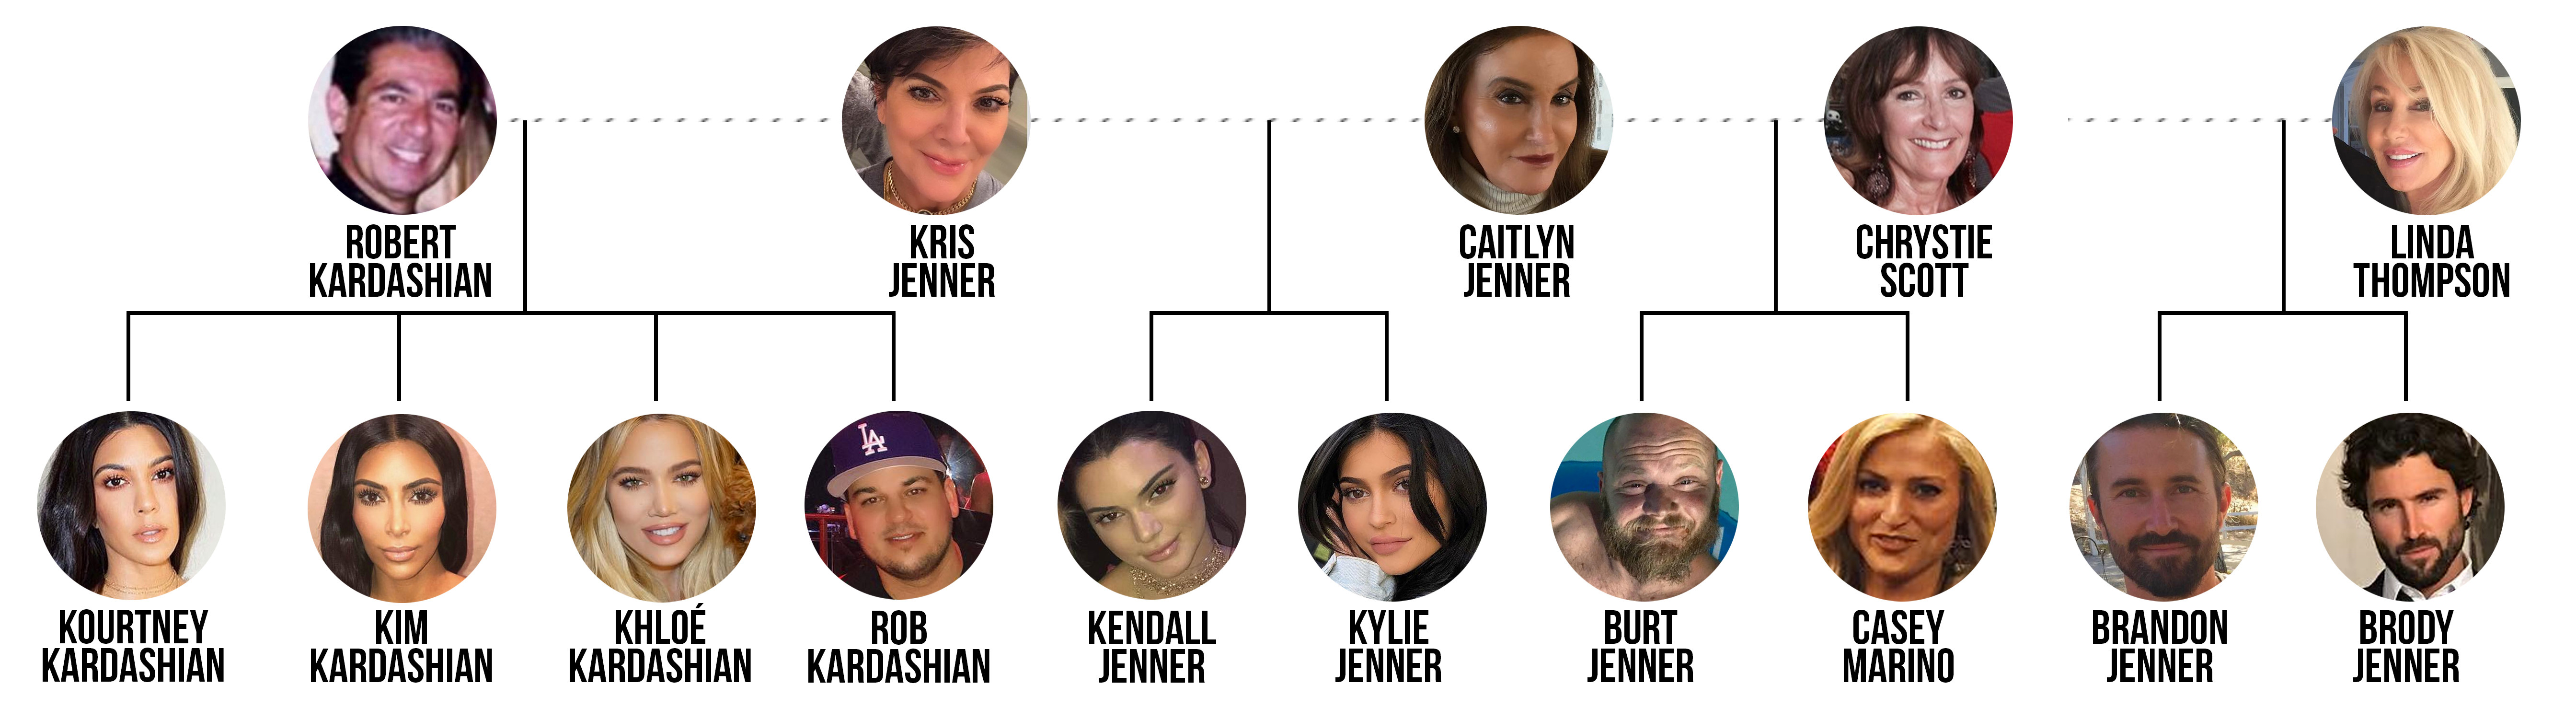 ROBERT
KARDASHIAN
KRIS
JENNER
CAITLYN
JENNER
CHRYSTIE
SCOTT
LINDA
THOMPSON
LA
KOURTNEY
KARDASHIAN
KIM
KARDASHIAN
KHLOÉ
KARDASHIAN
ROB
KARDASHIAN
KENDALL
JENNER
KYLIE
JENNER
BURT
JENNER
CASEY
MARINO
BRANDON
JENNER
BRODY
JENNER